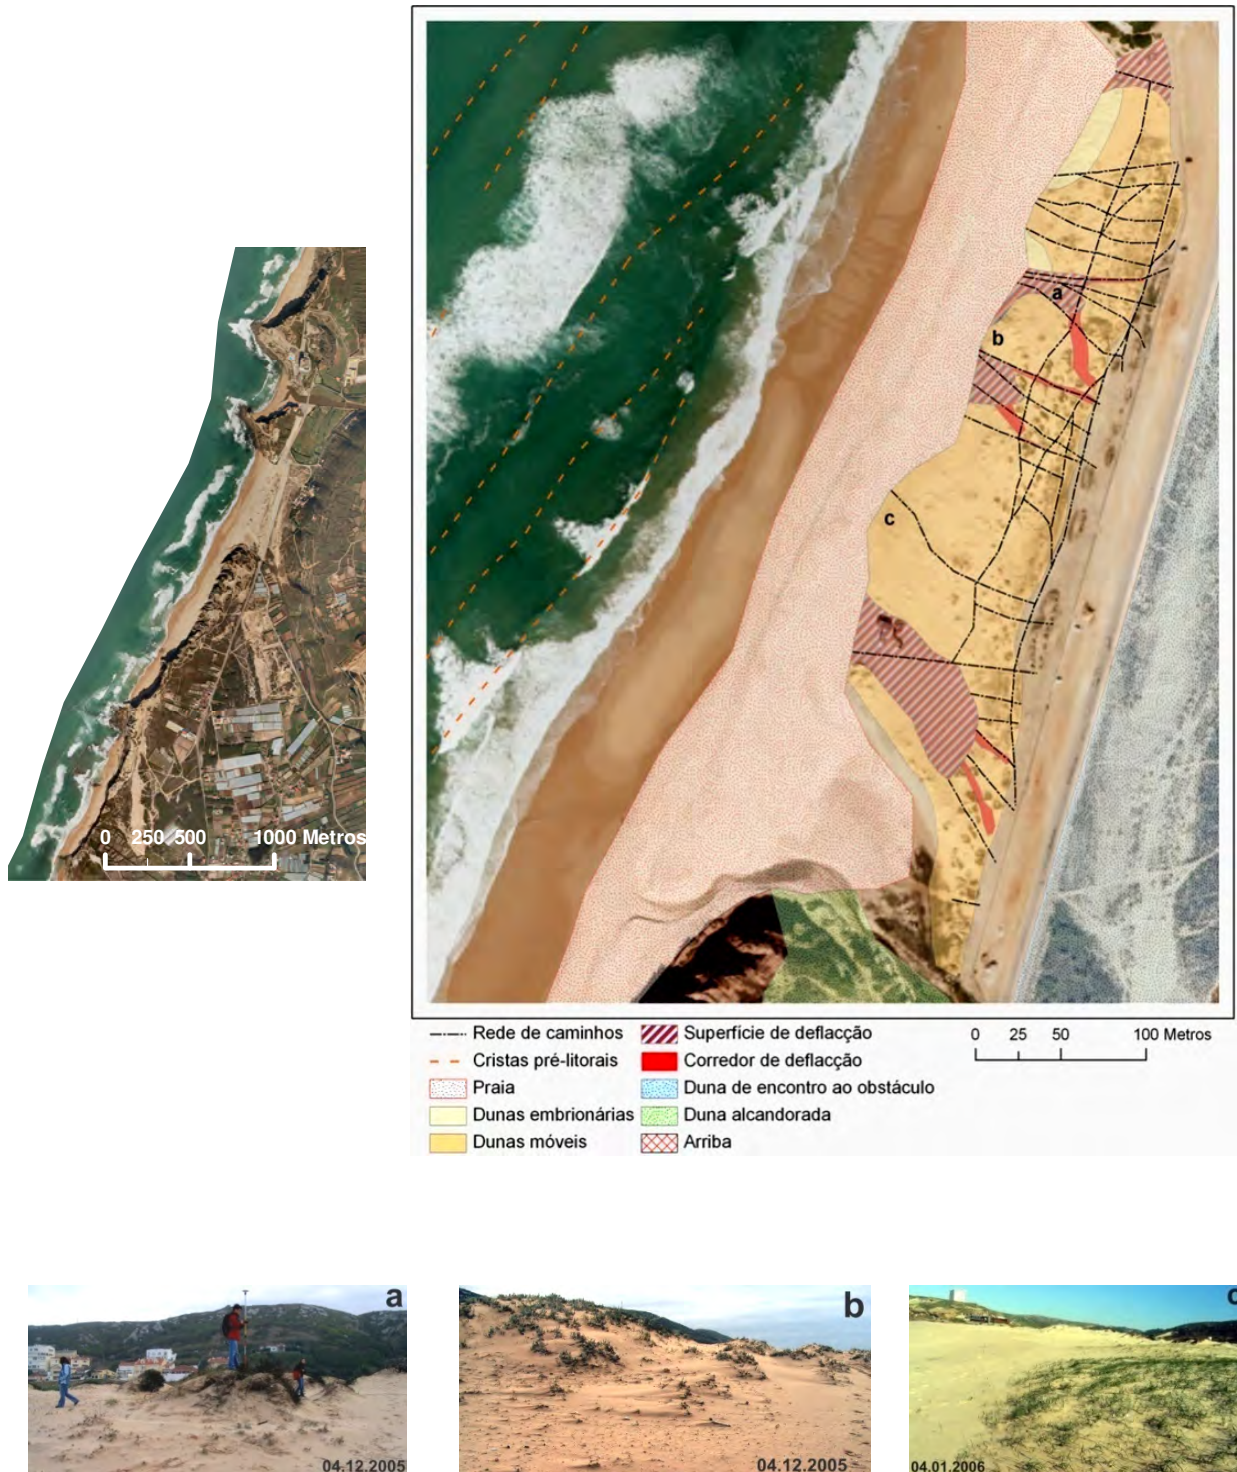 a
b
c
0 250 500 1000 Metros
Rede de caminhos
Cristas pré-litorais
Praia
Dunas embrionárias
Dunas móveis
Superfície de deflacção
Corredor de deflacção
Duna de encontro ao obstáculo
Duna alcandorada
Arriba
0 25 50 100 Metros
a
04.12.2005
b
04.12.2005
c
04.01.2006